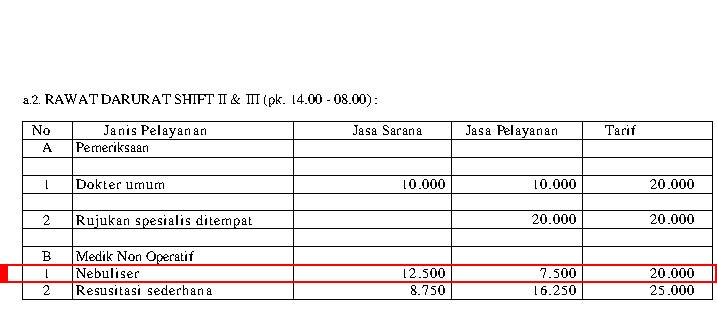 a.2. RAWAT DARURAT SHIFT II & III (pk. 14.00 - 08.00) :
No Janis Pelayanan Jasa Sarana Jasa Pelayanan Tarif
A Pemeriksaan
1 Dokter umum 10.000 10.000 20.000
2 Rujukan spesialis ditempat 20.000 20.000
B Medik Non Operatif
1 Nebuliser 12.500 7.500 20.000
2 Resusitasi sederhana 8.750 16.250 25.000